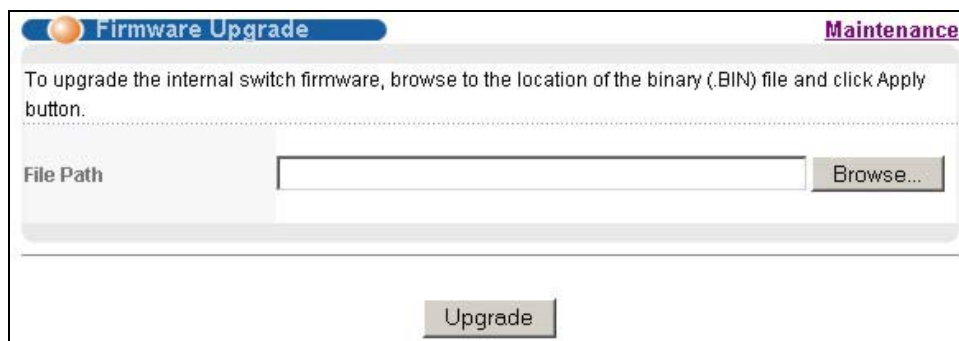 Firmware Upgrade Maintenance
To upgrade the internal switch firmware, browse to the location of the binary (.BIN) file and click Apply
button.
File Path Browse...
Upgrade